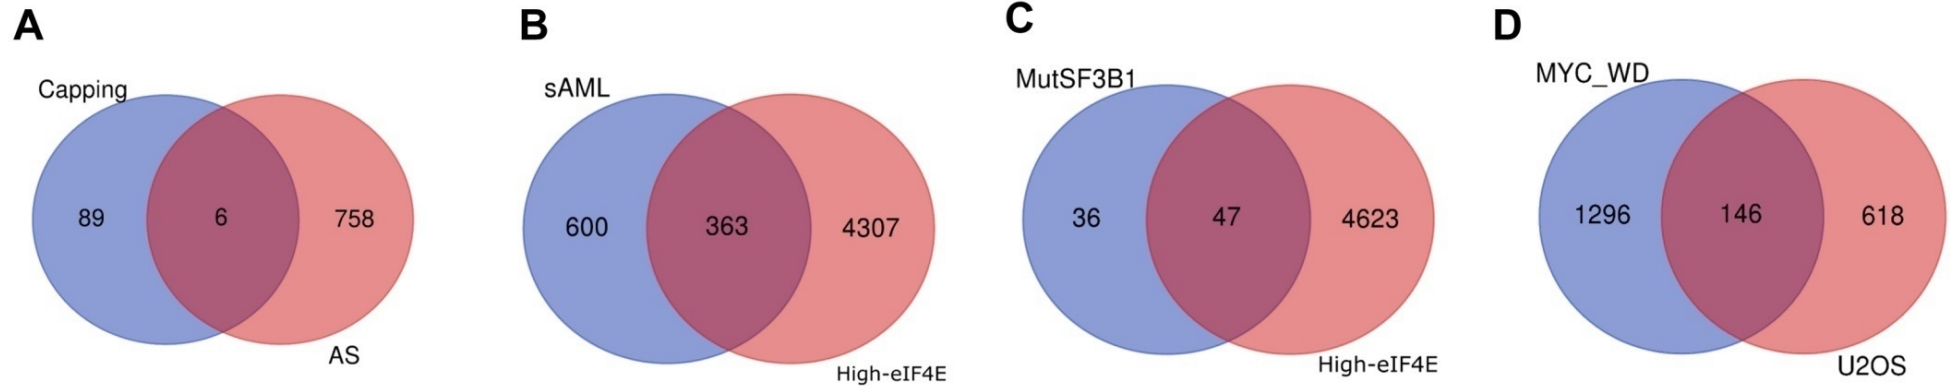 A
Capping
89
6
758
AS
B
sAML
600
363
4307
High-eIF4E
C
MutSF3B1
36
47
4623
High-eIF4E
D
MYC_WD
1296
146
618
U2OS